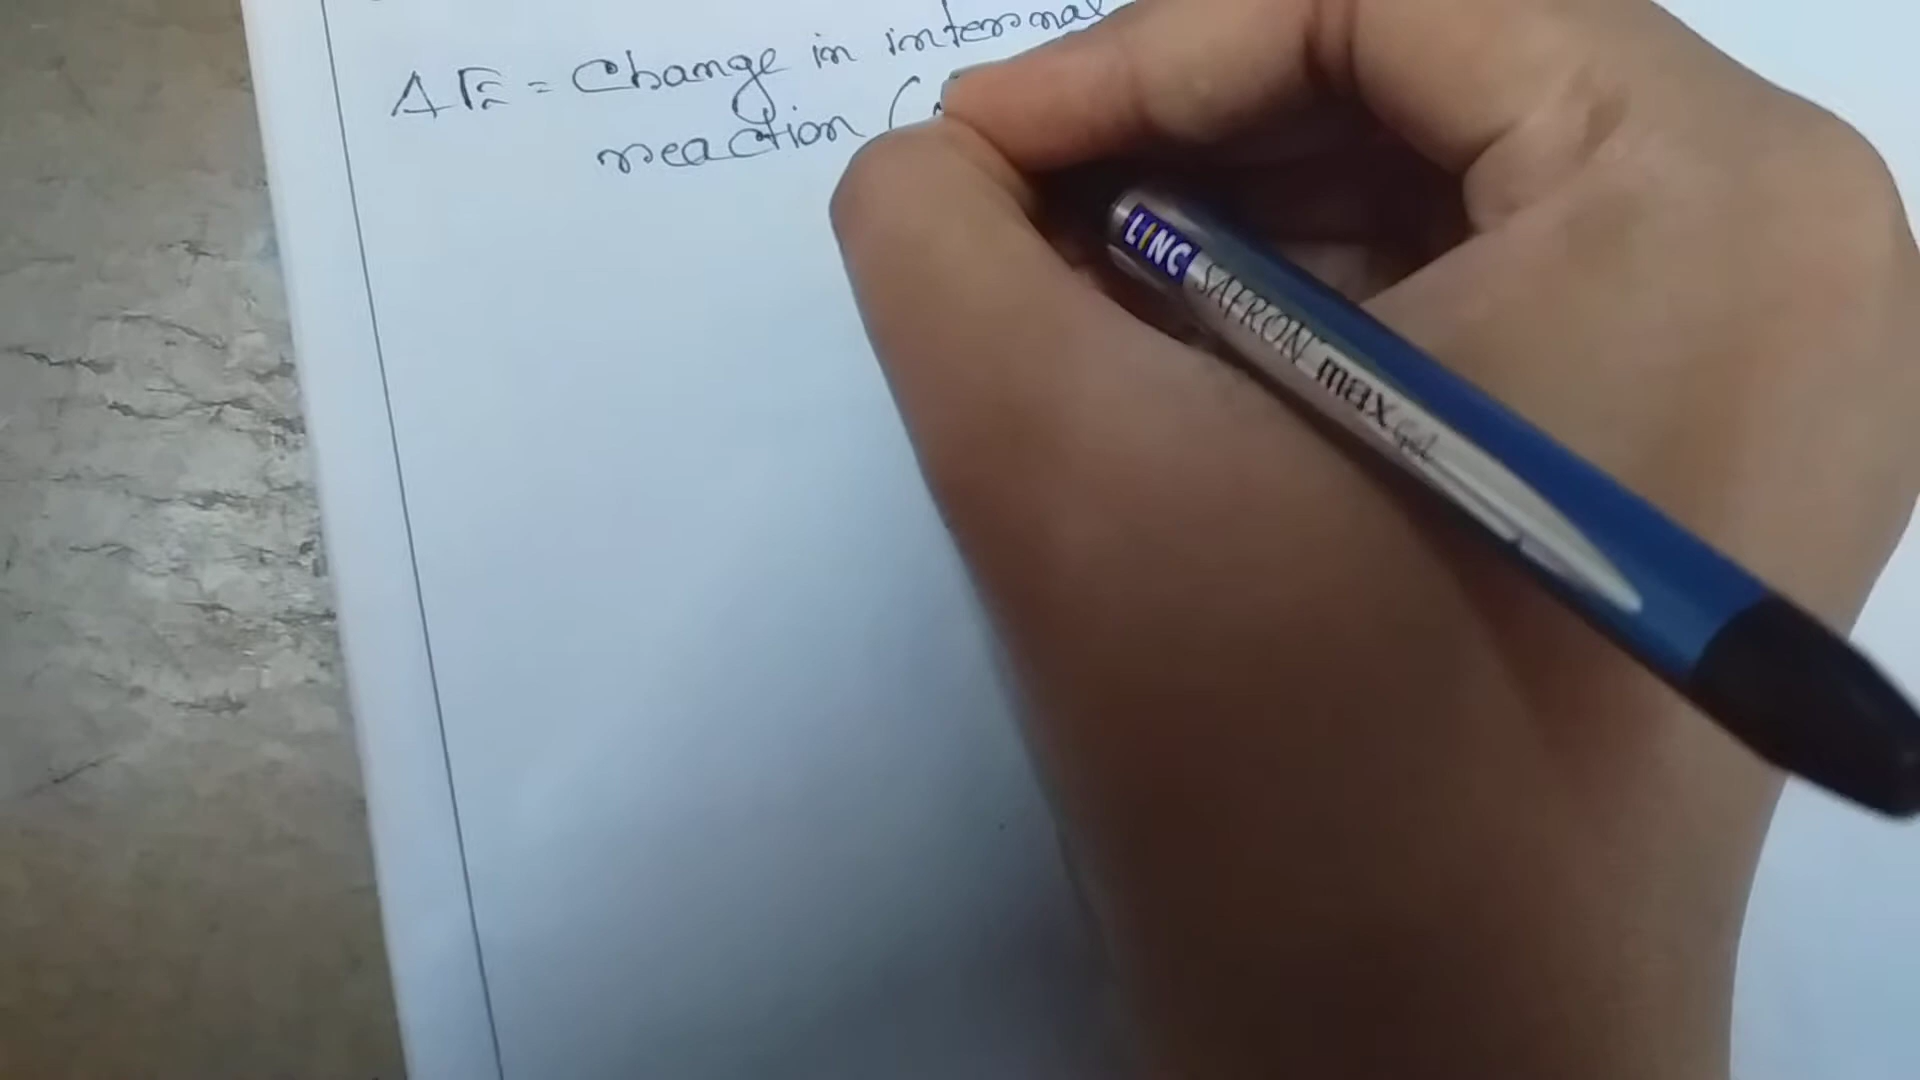 ΔE = Change in internal
reaction (
LINC SAFRON max Gel